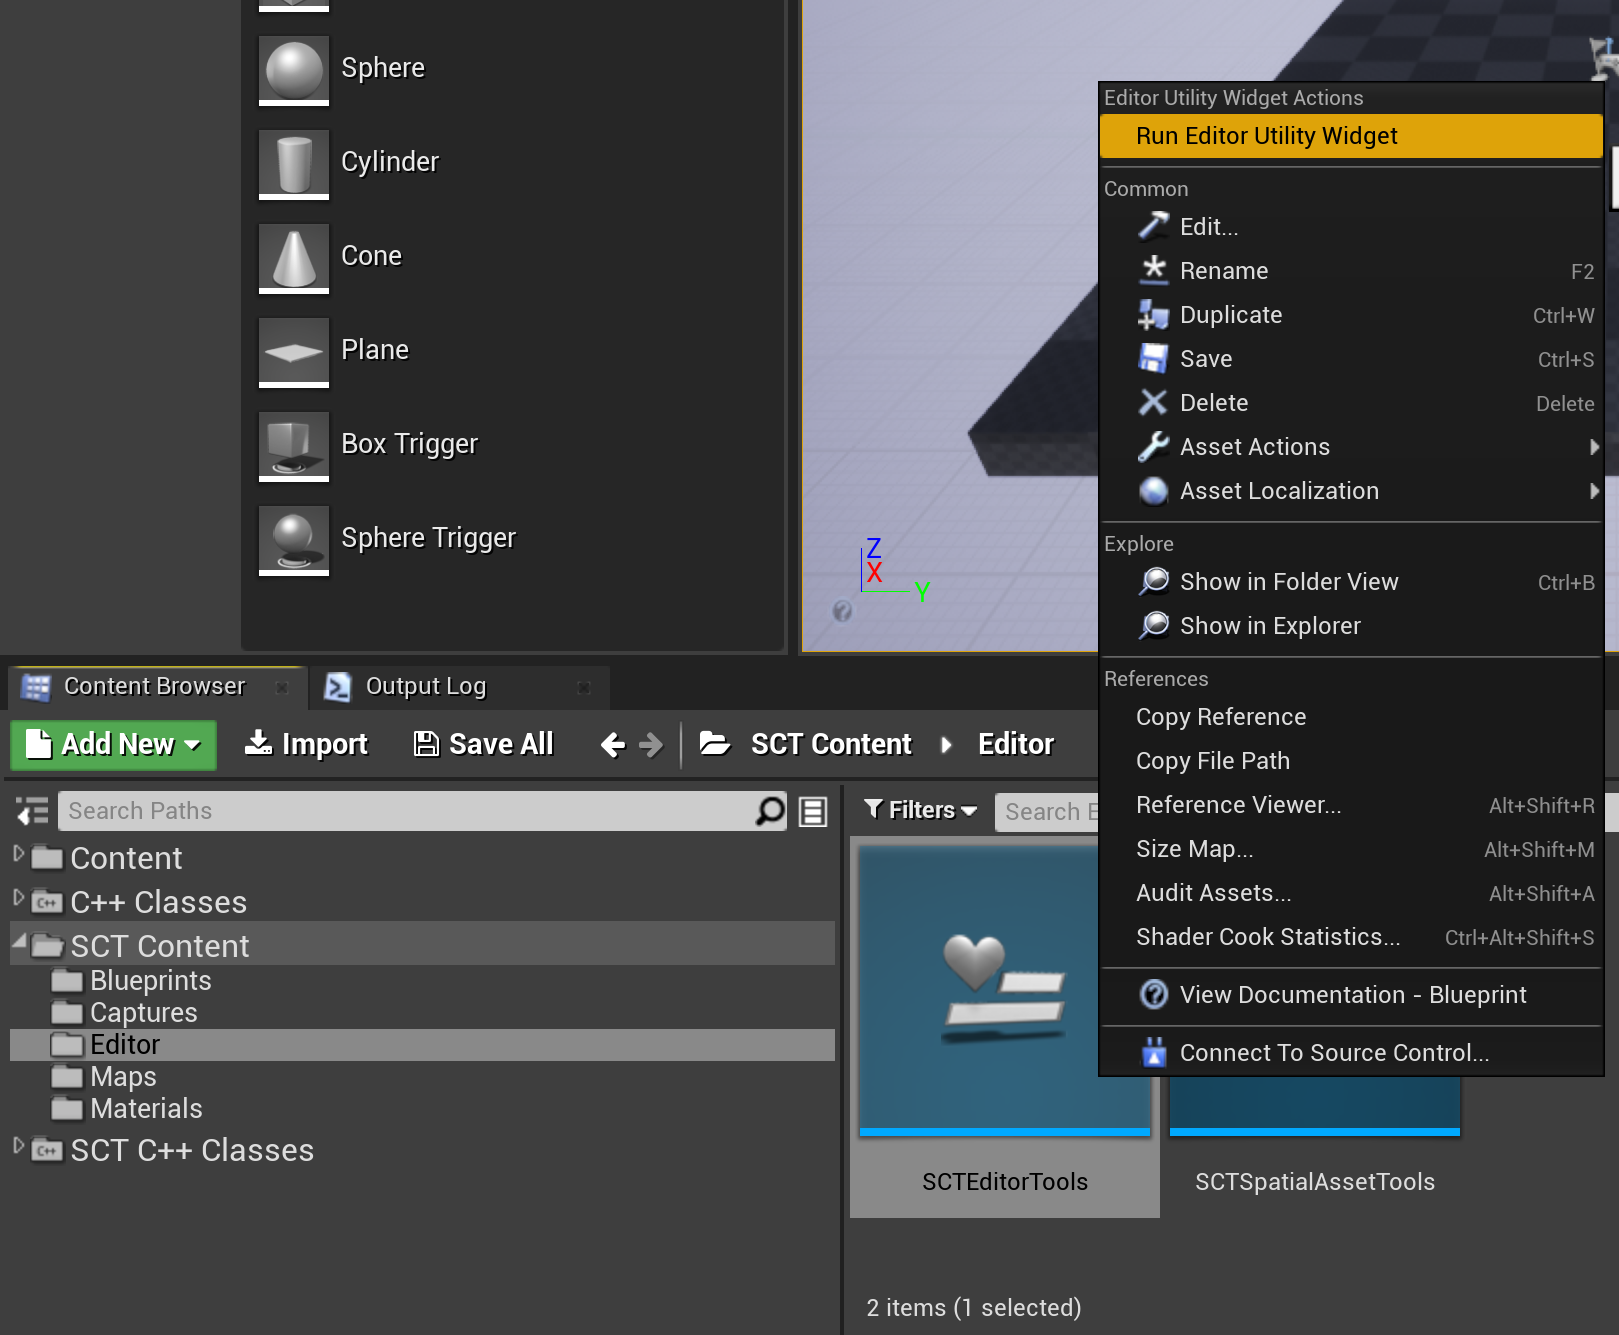 Sphere
Cylinder
Cone
Plane
Box Trigger
Sphere Trigger
Z
X
Y
?
Editor Utility Widget Actions
Run Editor Utility Widget
Common
Edit...
Rename F2
Duplicate Ctrl+W
Save Ctrl+S
Delete Delete
Asset Actions
Asset Localization
Explore
Show in Folder View Ctrl+B
Show in Explorer
References
Copy Reference
Copy File Path
Reference Viewer... Alt+Shift+R
Size Map... Alt+Shift+M
Audit Assets... Alt+Shift+A
Shader Cook Statistics... Ctrl+Alt+Shift+S
View Documentation - Blueprint
Connect To Source Control...
Content Browser Output Log
Add New Import Save All SCT Content Editor
Search Paths
Content
C++ Classes
SCT Content
Blueprints
Captures
Editor
Maps
Materials
SCT C++ Classes
Filters Search E
SCTEditorTools SCTSpatialAssetTools
2 items (1 selected)